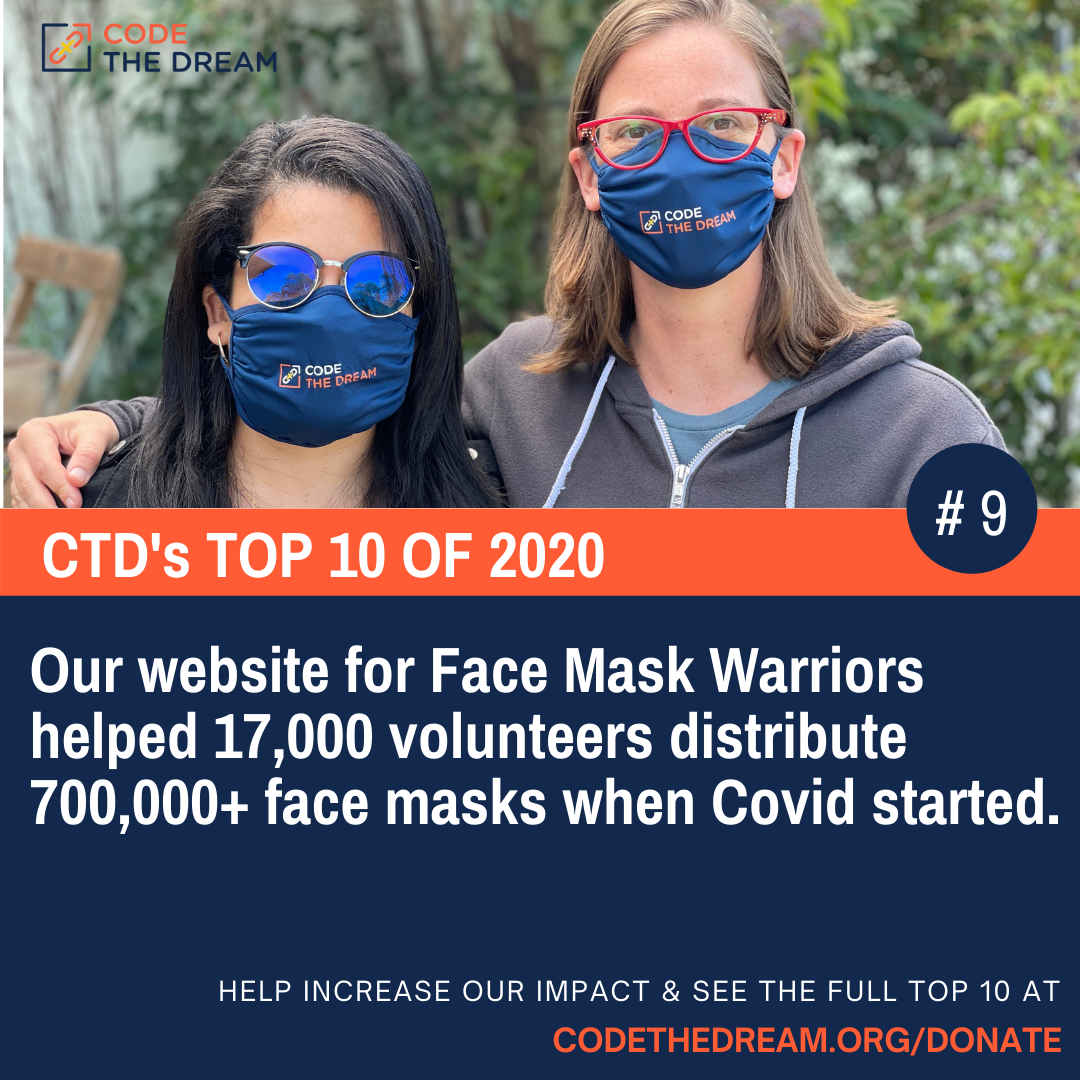 CODE
THE DREAM
CODE
THE DREAM
CODE
THE DREAM
# 9
CTD's TOP 10 OF 2020
Our website for Face Mask Warriors
helped 17,000 volunteers distribute
700,000+ face masks when Covid started.
HELP INCREASE OUR IMPACT & SEE THE FULL TOP 10 AT
CODETHEDREAM.ORG/DONATE